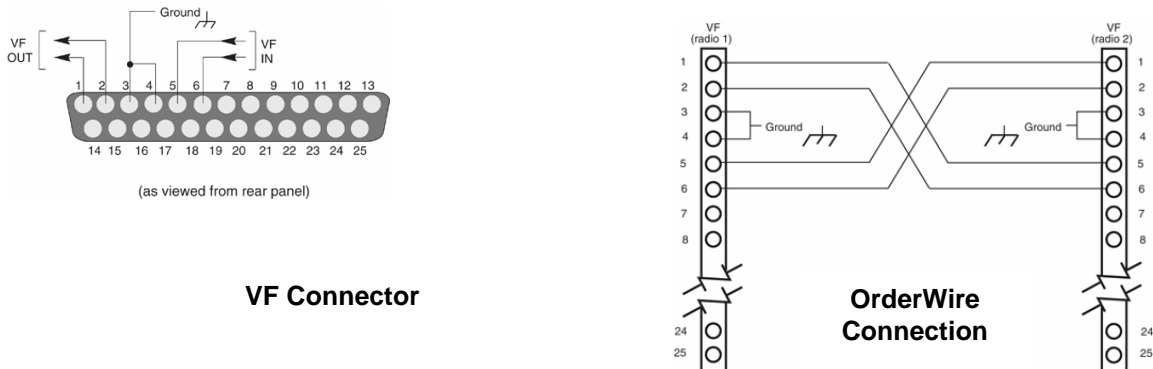 Ground
VF
OUT
VF
IN
1 2 3 4 5 6 7 8 9 10 11 12 13
14 15 16 17 18 19 20 21 22 23 24 25
(as viewed from rear panel)
VF Connector
VF
(radio 1)
1
2
3
4
5
6
7
8
24
25
Ground
Ground
VF
(radio 2)
1
2
3
4
5
6
7
8
24
25
OrderWire
Connection